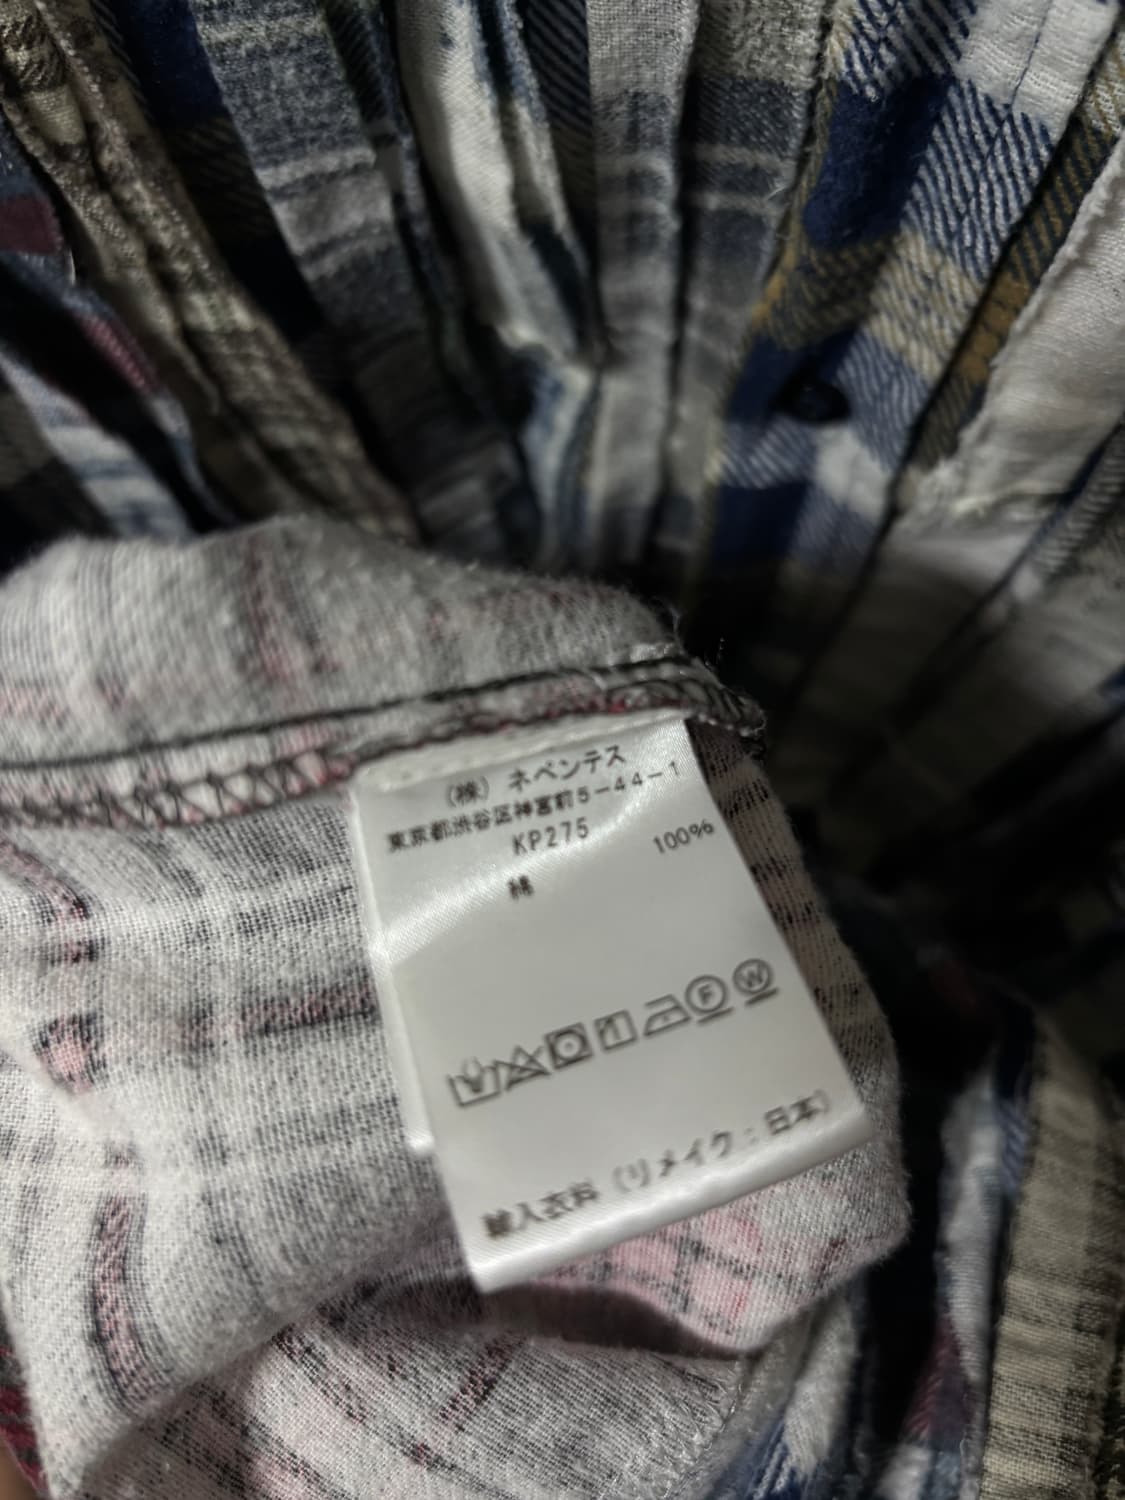 (株) ネペンテス
東京都渋谷区神宮前5-44-1
KP275
綿 100%
F W
輸入衣料 (リメイク:日本)